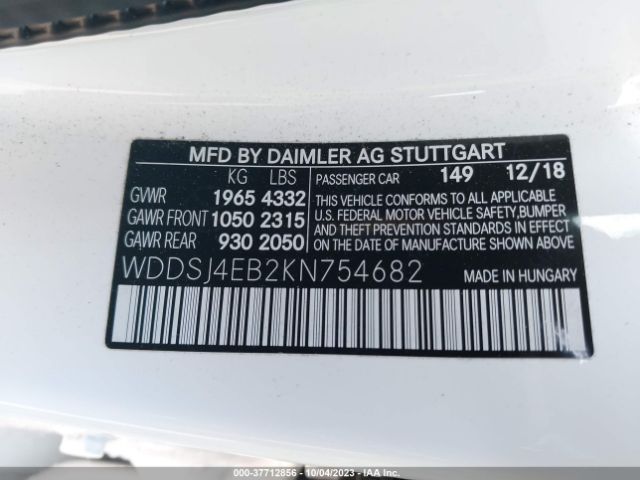 MFD BY DAIMLER AG STUTTGART
KG LBS
GVWR 1965 4332
GAWR FRONT 1050 2315
GAWR REAR 930 2050
PASSENGER CAR 149 12/18
THIS VEHICLE CONFORMS TO ALL APPLICABLE
U.S. FEDERAL MOTOR VEHICLE SAFETY,BUMPER
AND THEFT PREVENTION STANDARDS IN EFFECT
ON THE DATE OF MANUFACTURE SHOWN ABOVE.
WDDSJ4EB2KN754682 MADE IN HUNGARY
000-37712856 - 10/04/2023 - Copart, Inc.